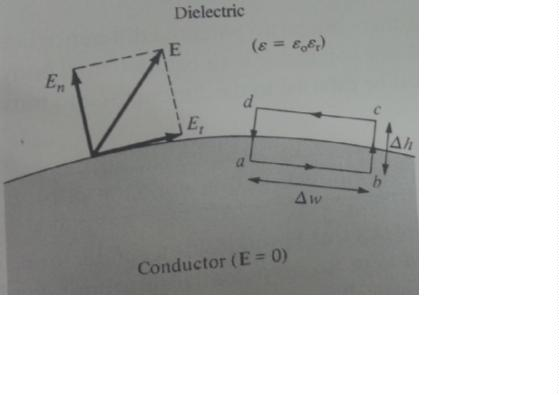 Dielectric
(ε = ε₀εᵣ)
E
Eₙ
Eₜ
d
c
Δh
a
b
Δw
Conductor (E = 0)